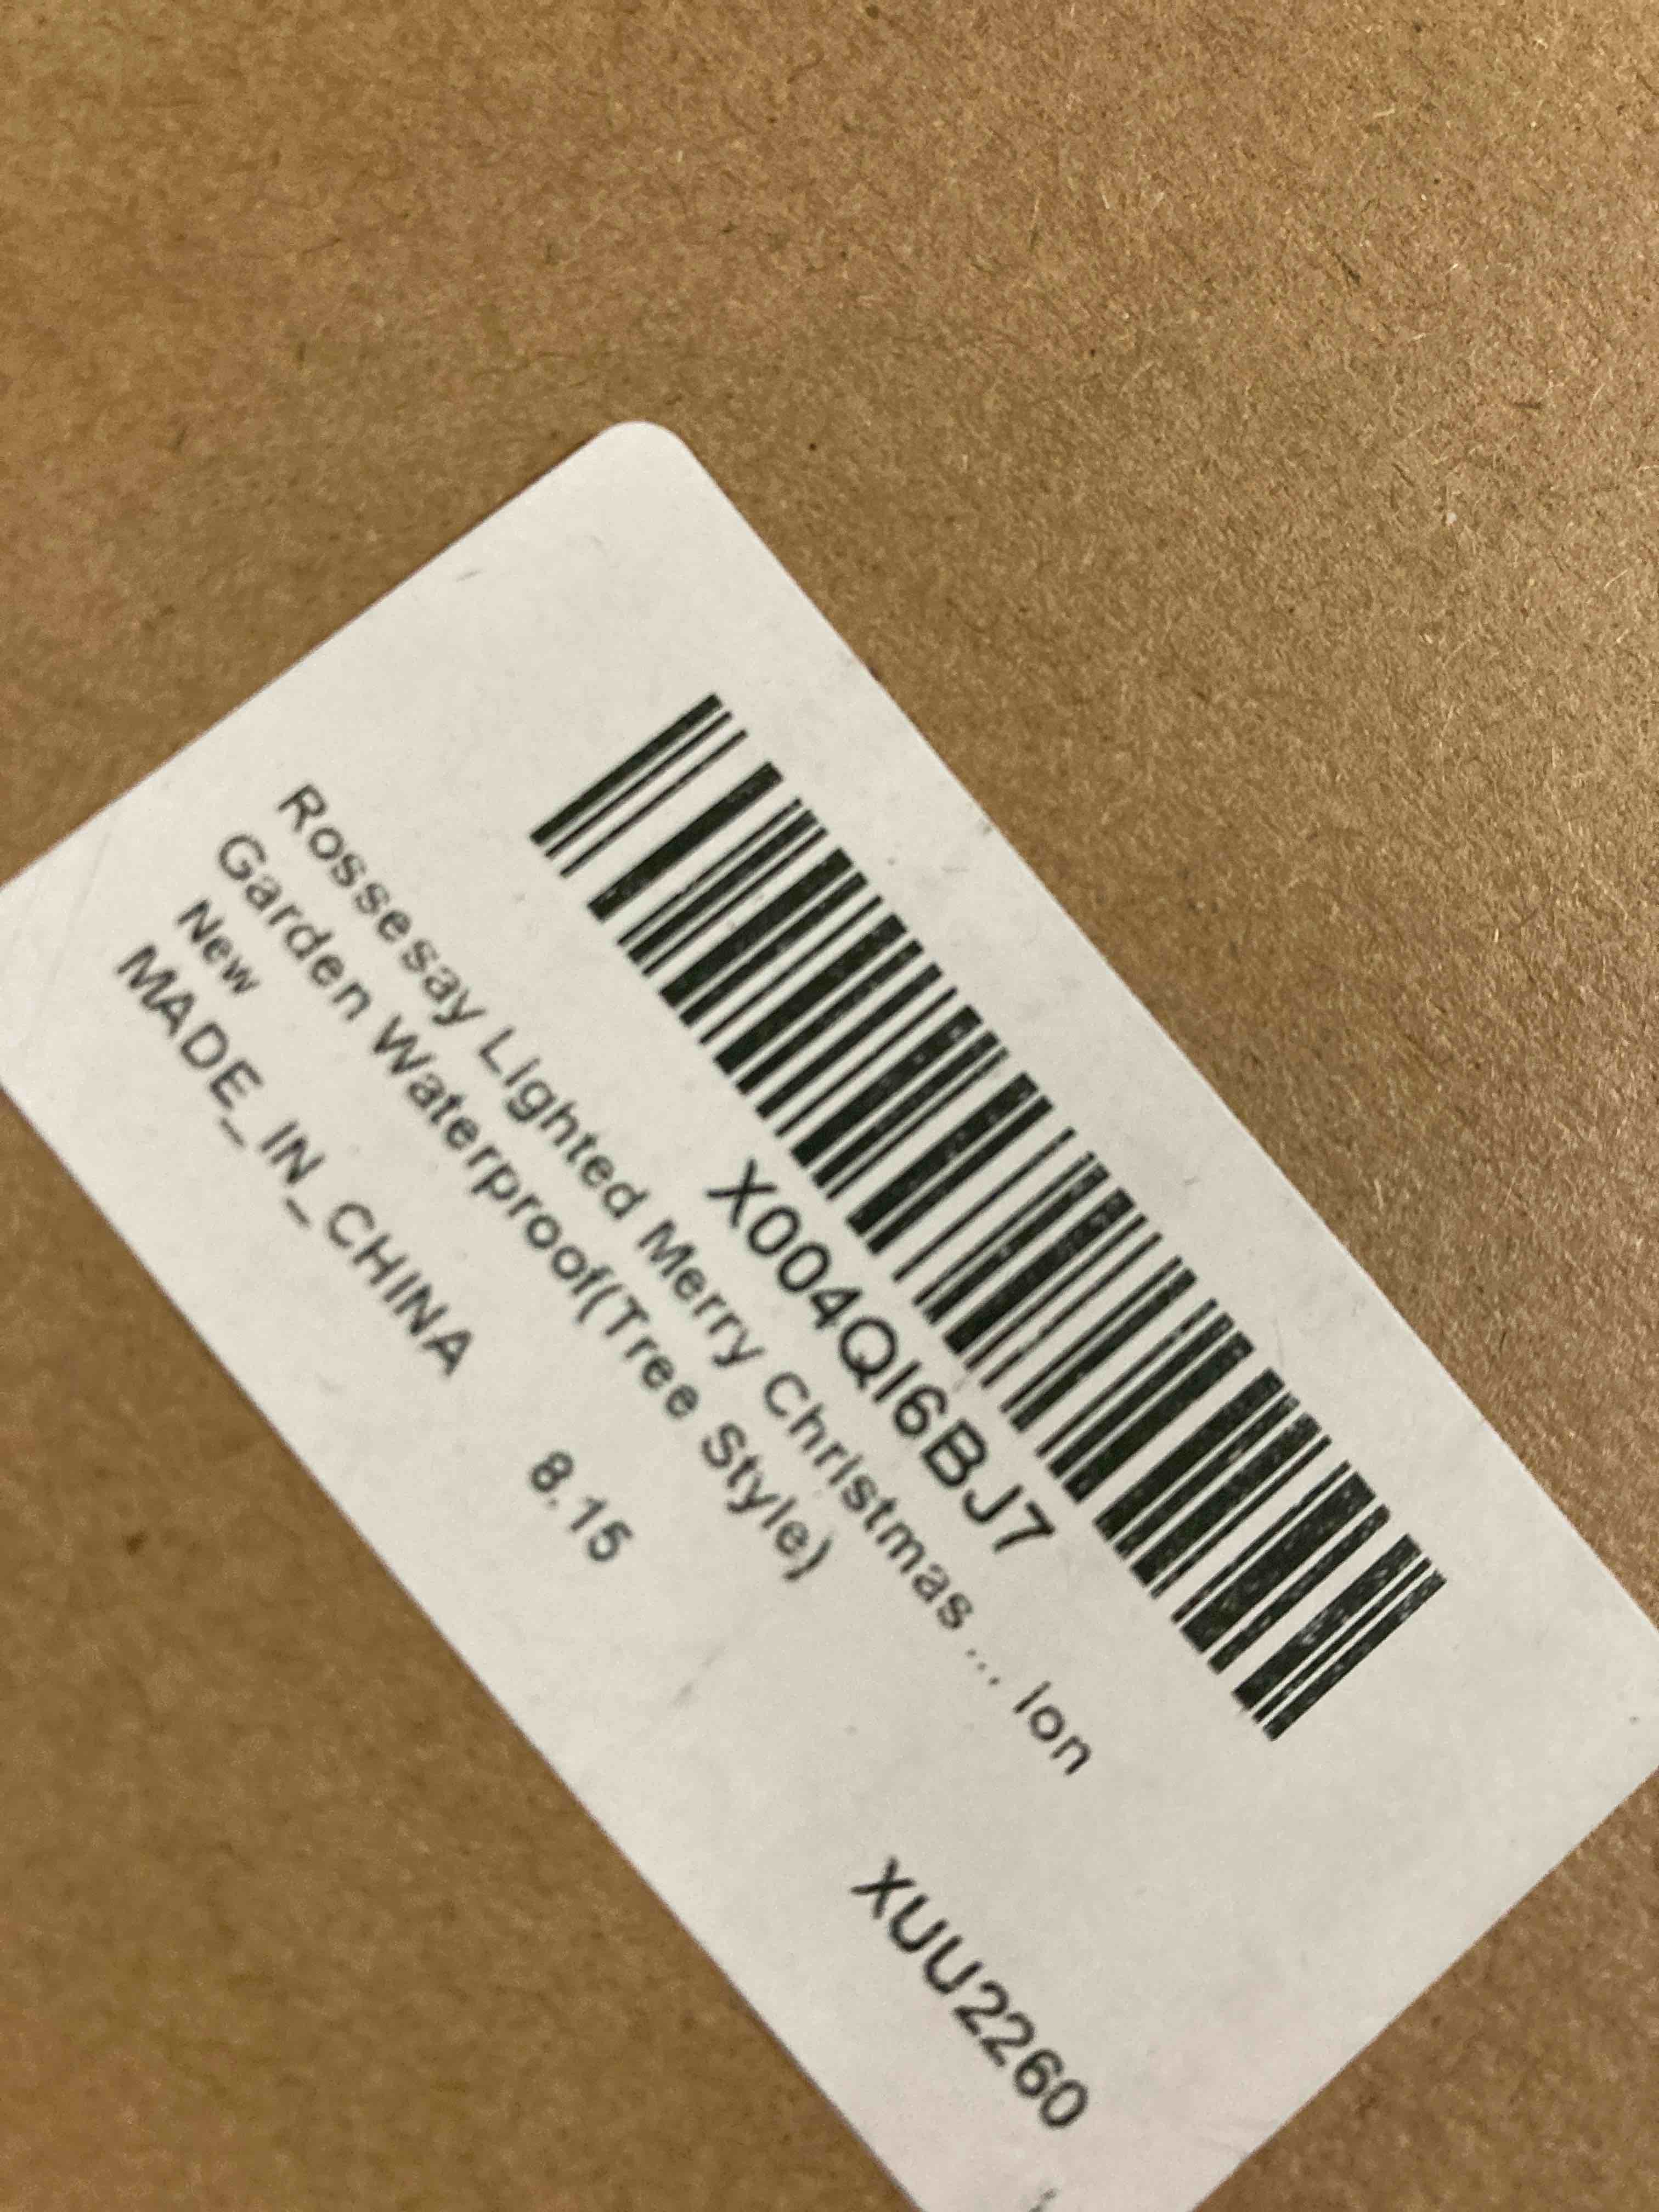 X004QI6BJ7
Rossesay Lighted Merry Christmas ... ion
Garden Waterproof(Tree Style)
New
MADE_IN_CHINA 8.15
XUU2260